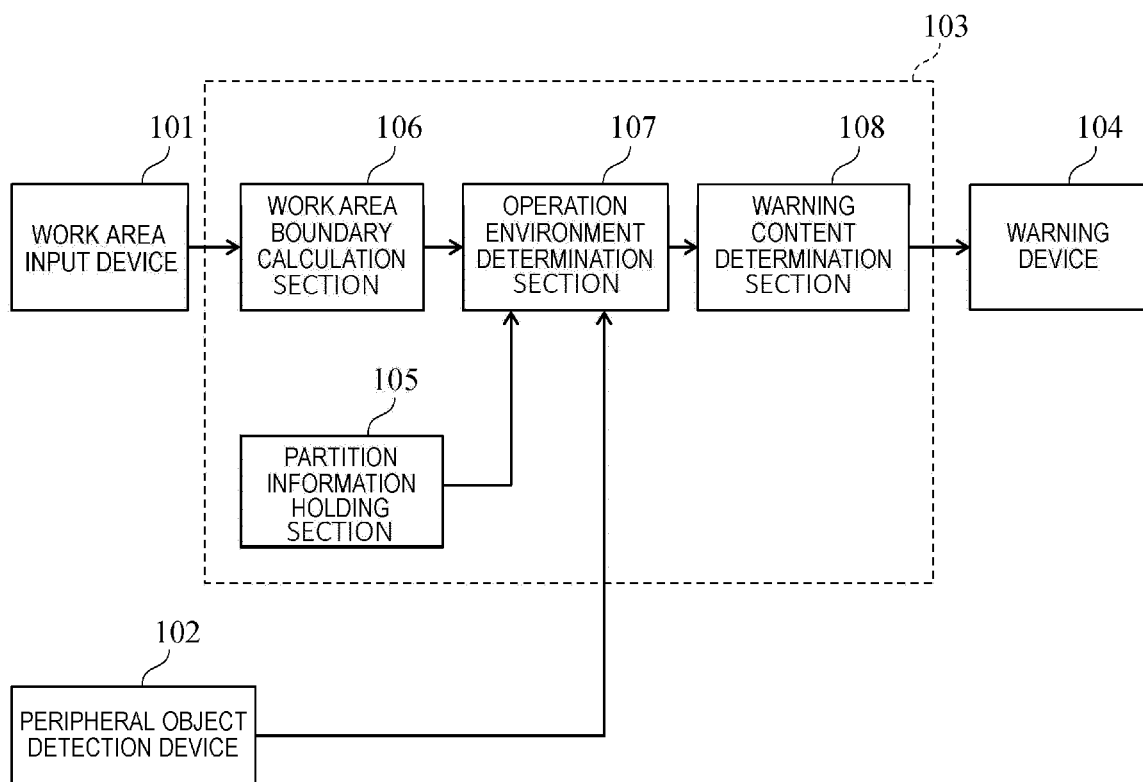 103
101
106
107
108
104
WORK AREA
INPUT DEVICE
WORK AREA
BOUNDARY
CALCULATION
SECTION
OPERATION
ENVIRONMENT
DETERMINATION
SECTION
WARNING
CONTENT
DETERMINATION
SECTION
WARNING
DEVICE
105
PARTITION
INFORMATION
HOLDING
SECTION
102
PERIPHERAL OBJECT
DETECTION DEVICE